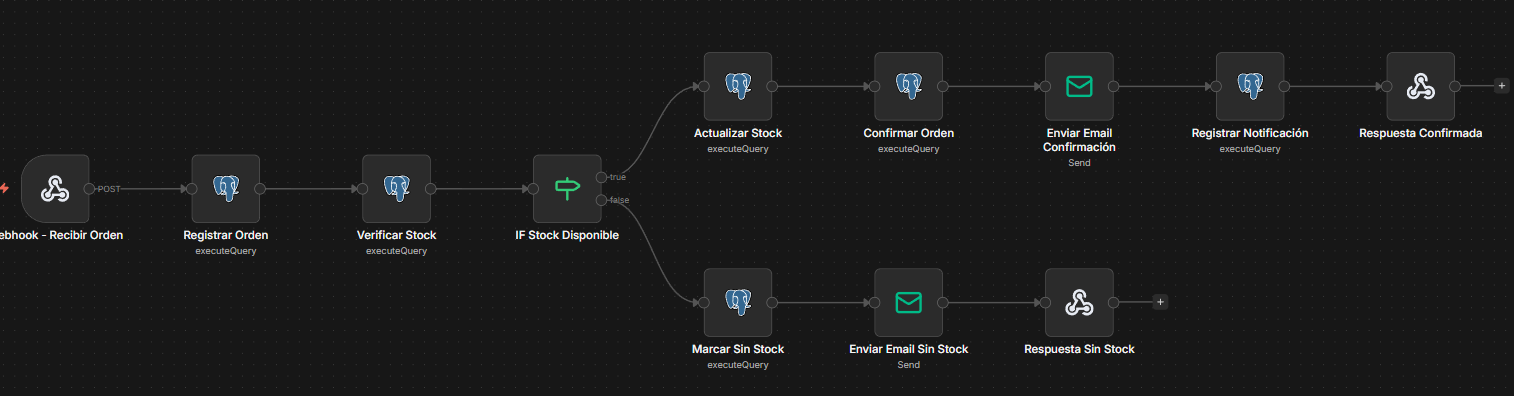 Actualizar Stock
executeQuery
Confirmar Orden
executeQuery
Enviar Email
Confirmación
Send
Registrar Notificación
executeQuery
Respuesta Confirmada
POST
true
false
ebhook - Recibir Orden
Registrar Orden
executeQuery
Verificar Stock
executeQuery
IF Stock Disponible
Marcar Sin Stock
executeQuery
Enviar Email Sin Stock
Send
Respuesta Sin Stock